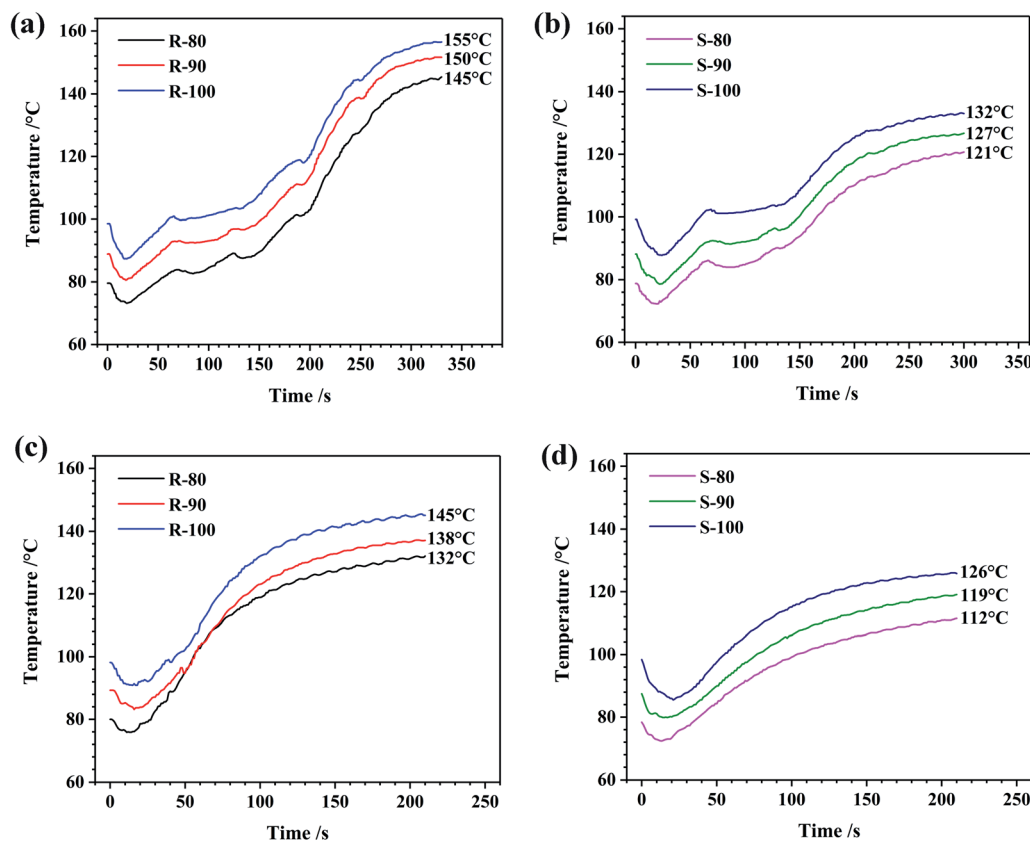 (a)
160
140
120
100
80
60
Temperature /°C
R-80
R-90
R-100
155°C
150°C
145°C
0 50 100 150 200 250 300 350
Time /s
(b)
160
140
120
100
80
60
Temperature /°C
S-80
S-90
S-100
132°C
127°C
121°C
0 50 100 150 200 250 300 350
Time /s
(c)
160
140
120
100
80
60
Temperature /°C
R-80
R-90
R-100
145°C
138°C
132°C
0 50 100 150 200 250
Time /s
(d)
160
140
120
100
80
60
Temperature /°C
S-80
S-90
S-100
126°C
119°C
112°C
0 50 100 150 200 250
Time /s